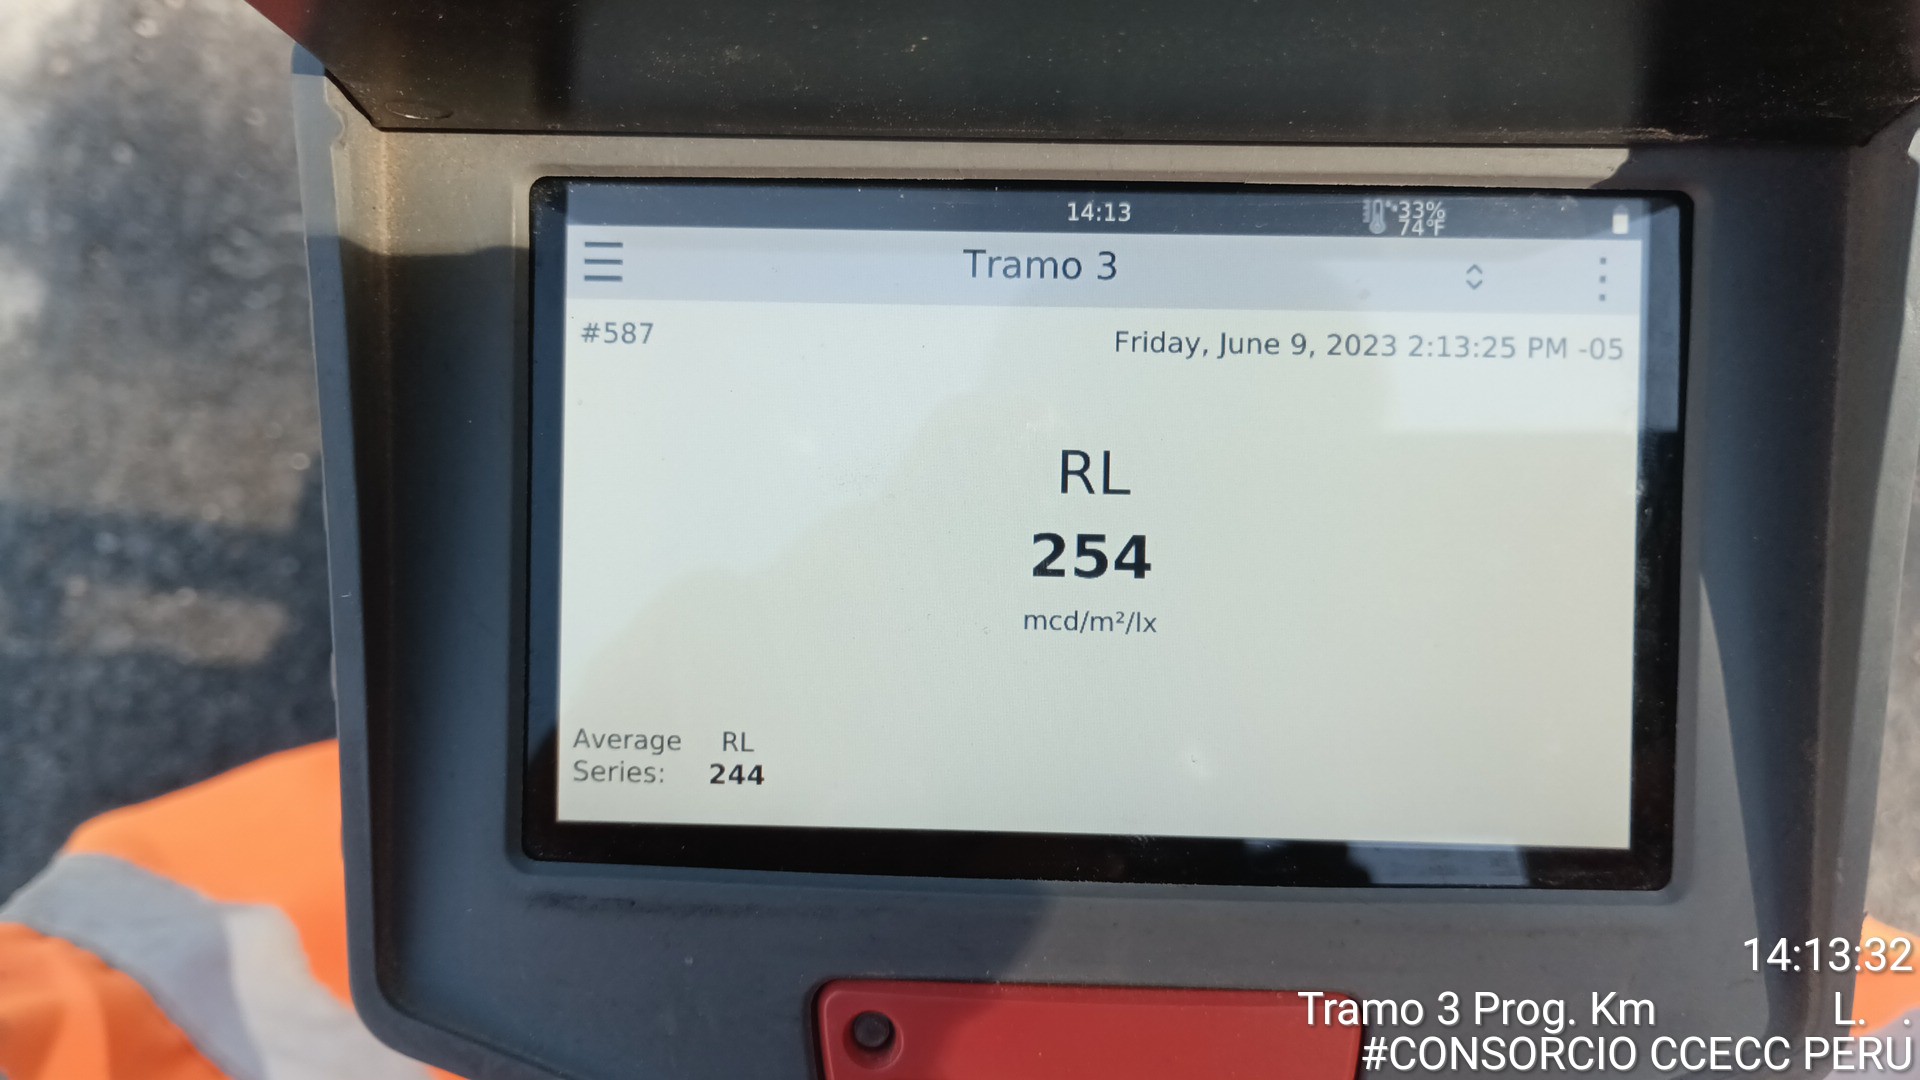 14:13
33%
74°F
Tramo 3
#587
Friday, June 9, 2023 2:13:25 PM -05
RL
254
mcd/m²/lx
Average RL
Series: 244
14:13:32
Tramo 3 Prog. Km L. .
#CONSORCIO CCECC PERU